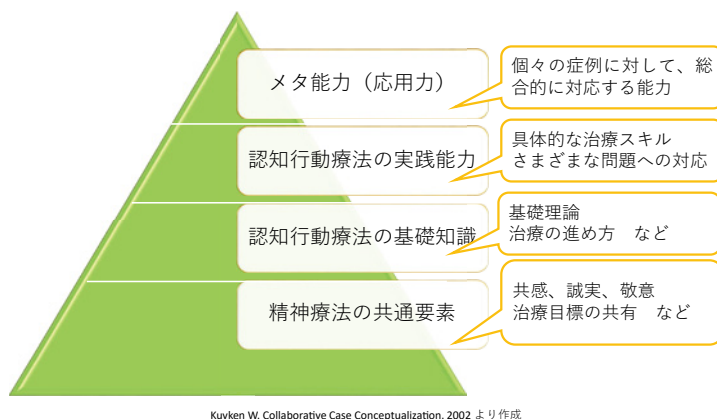 メタ能力（応用力）
個々の症例に対して、総
合的に対応する能力
認知行動療法の実践能力
具体的な治療スキル
さまざまな問題への対応
認知行動療法の基礎知識
基礎理論
治療の進め方　など
精神療法の共通要素
共感、誠実、敬意
治療目標の共有　など
Kuyken W. Collaborative Case Conceptualization. 2002 より作成